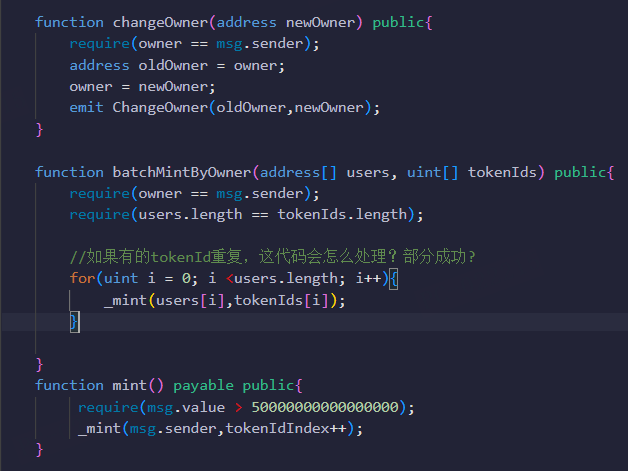 function changeOwner(address newOwner) public{
require(owner == msg.sender);
address oldOwner = owner;
owner = newOwner;
emit ChangeOwner(oldOwner,newOwner);
}
function batchMintByOwner(address[] users, uint[] tokenIds) public{
require(owner == msg.sender);
require(users.length == tokenIds.length);
//如果有的tokenId重复，这代码会怎么处理？部分成功?
for(uint i = 0; i <users.length; i++){
_mint(users[i],tokenIds[i]);
}
}
function mint() payable public{
require(msg.value > 50000000000000000);
_mint(msg.sender,tokenIdIndex++);
}